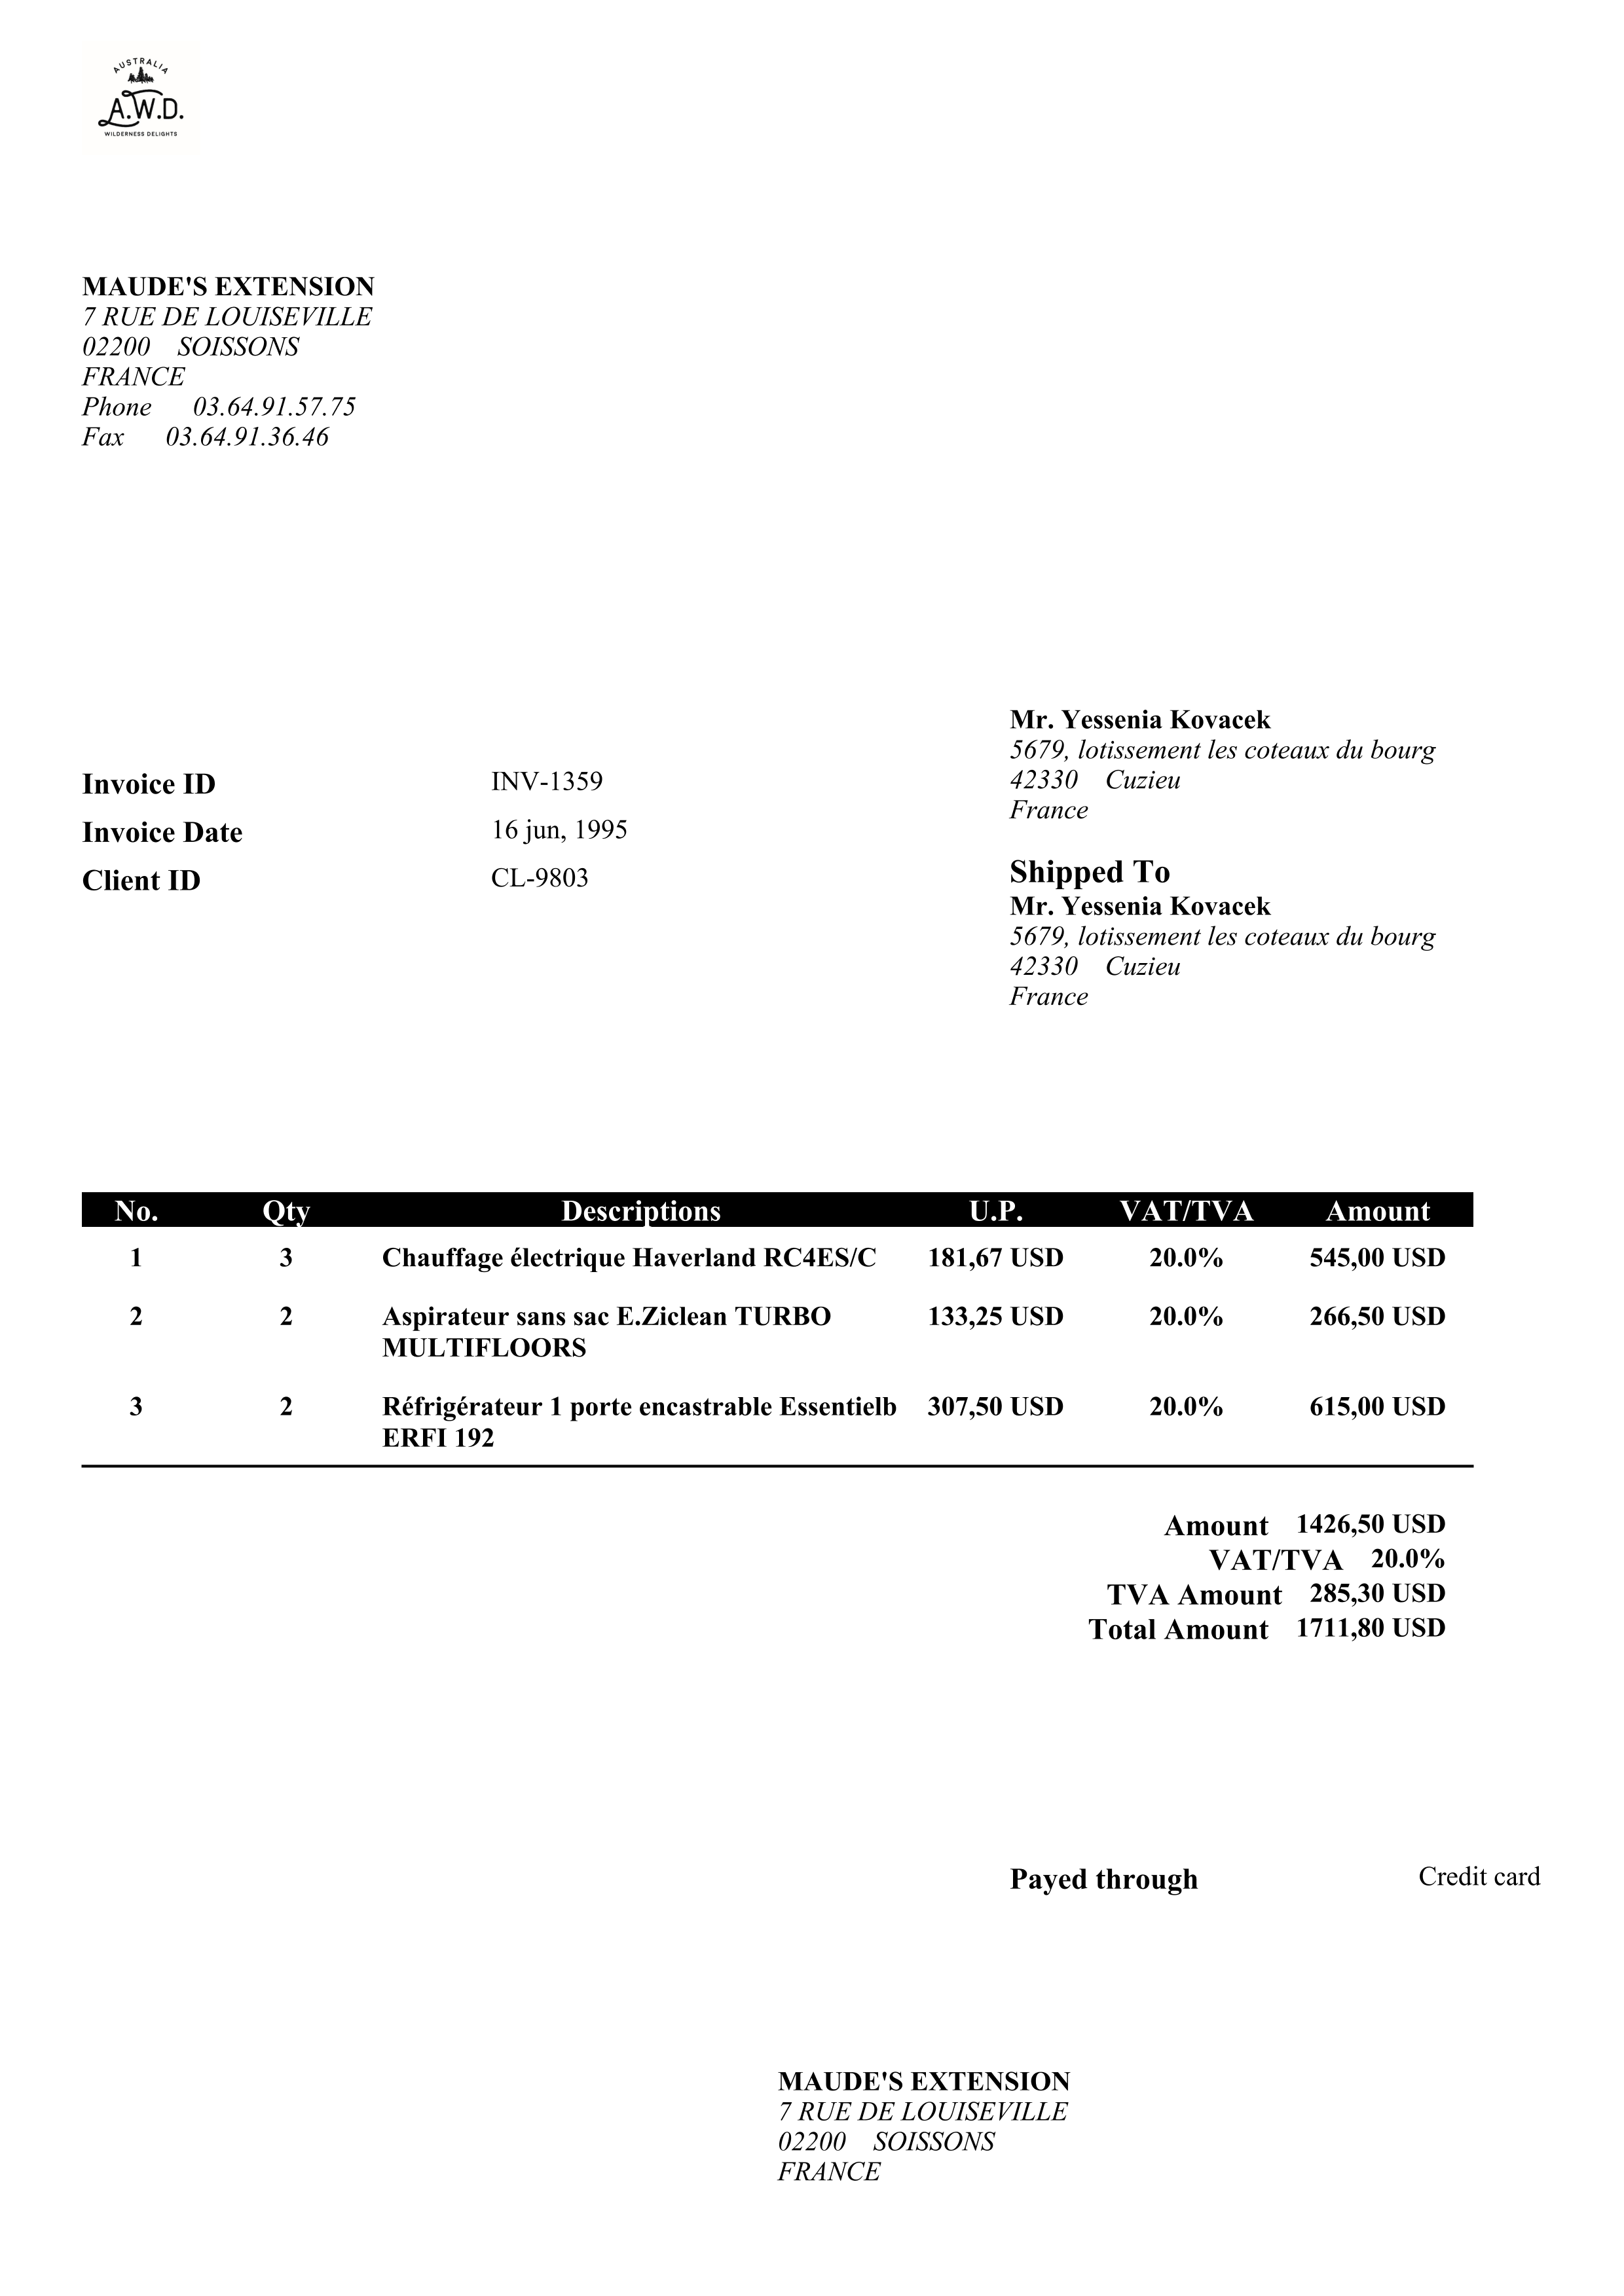 AUSTRALIA
A.W.D.
WILDERNESS DELIGHTS
MAUDE'S EXTENSION
7 RUE DE LOUISEVILLE
02200 SOISSONS
FRANCE
Phone 03.64.91.57.75
Fax 03.64.91.36.46
Invoice ID INV-1359
Invoice Date 16 jun, 1995
Client ID CL-9803
Mr. Yessenia Kovacek
5679, lotissement les coteaux du bourg
42330 Cuzieu
France
Shipped To
Mr. Yessenia Kovacek
5679, lotissement les coteaux du bourg
42330 Cuzieu
France
No. Qty Descriptions U.P. VAT/TVA Amount
1 3 Chauffage électrique Haverland RC4ES/C 181,67 USD 20.0% 545,00 USD
2 2 Aspirateur sans sac E.Ziclean TURBO 133,25 USD 20.0% 266,50 USD
MULTIFLOORS
3 2 Réfrigérateur 1 porte encastrable Essentielb 307,50 USD 20.0% 615,00 USD
ERFI 192
Amount 1426,50 USD
VAT/TVA 20.0%
TVA Amount 285,30 USD
Total Amount 1711,80 USD
Payed through Credit card
MAUDE'S EXTENSION
7 RUE DE LOUISEVILLE
02200 SOISSONS
FRANCE